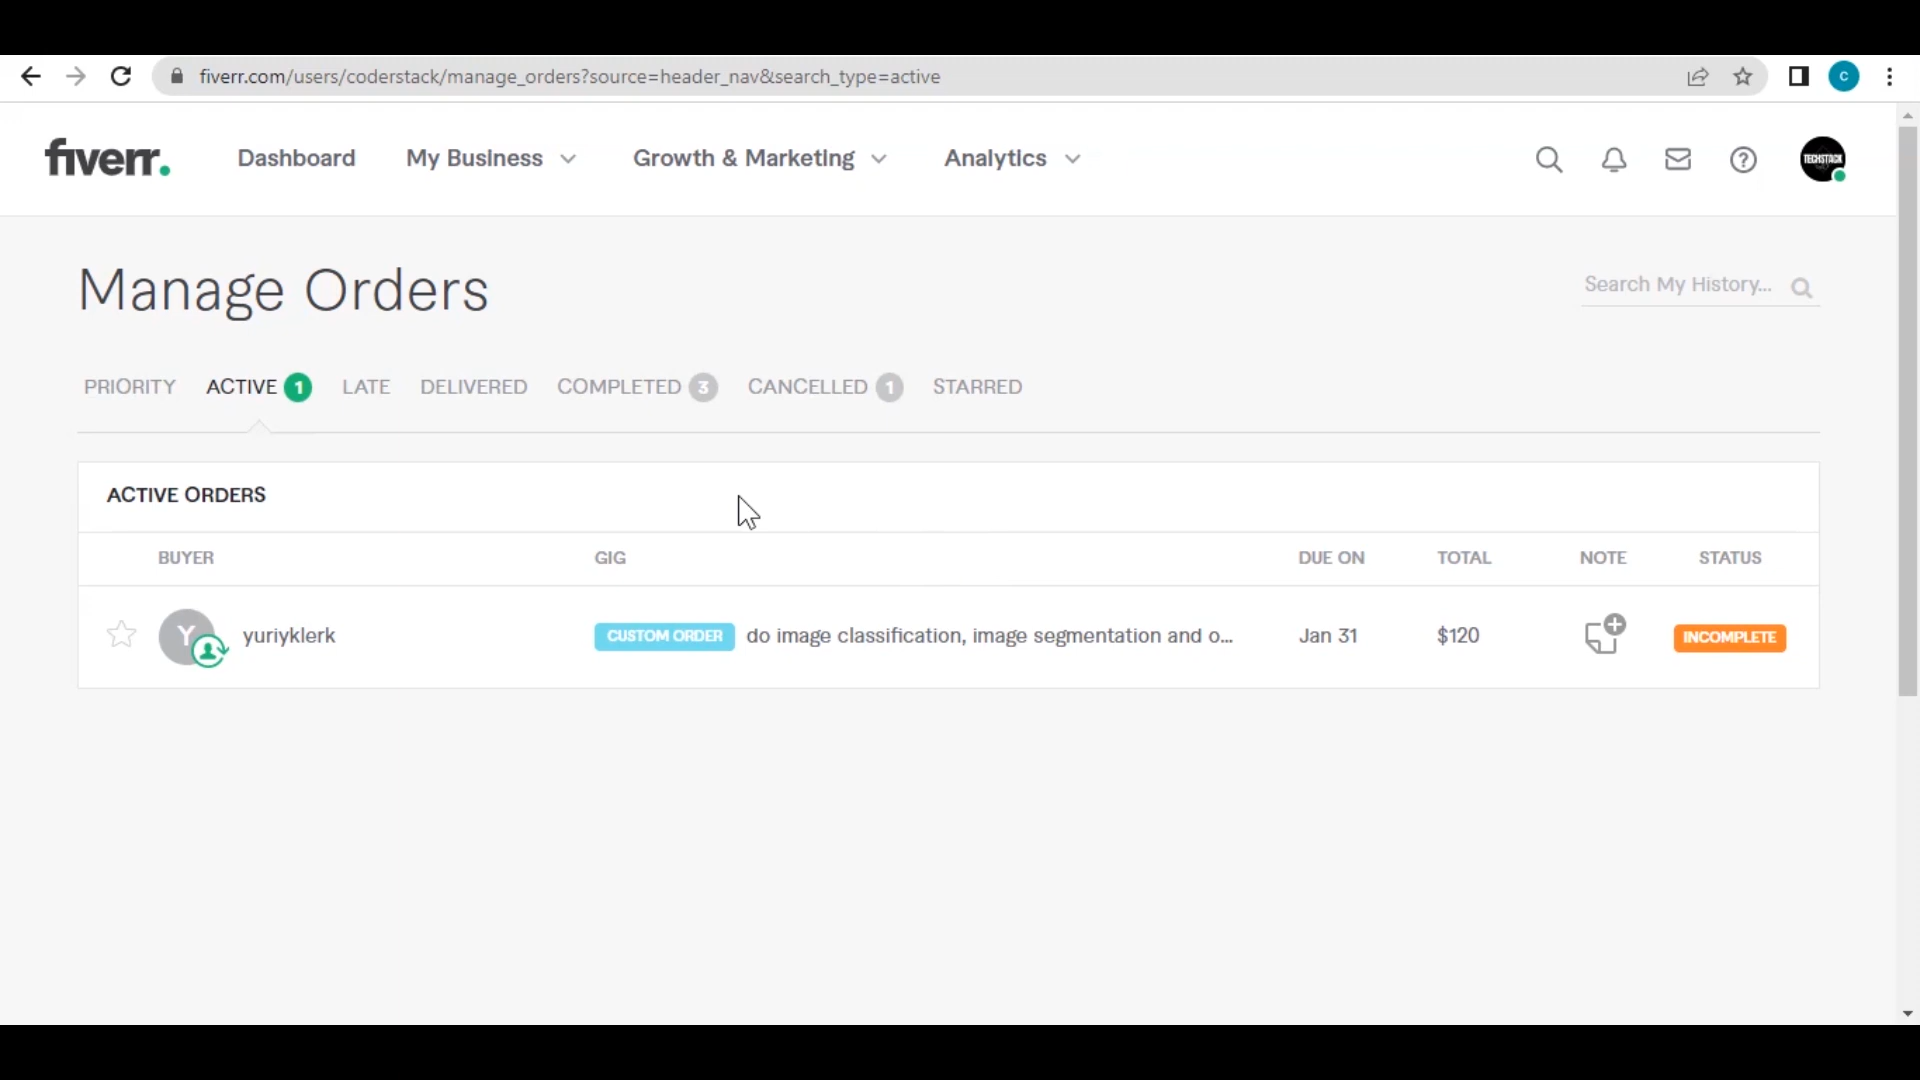 fiverr.com/users/coderstack/manage_orders?source=header_nav&search_type=active
C
fiverr. Dashboard My Business Growth & Marketing Analytics
TECHSTACK
Manage Orders
Search My History...
PRIORITY ACTIVE 1 LATE DELIVERED COMPLETED 3 CANCELLED 1 STARRED
ACTIVE ORDERS
BUYER GIG DUE ON TOTAL NOTE STATUS
Y yuriyklerk CUSTOM ORDER do image classification, image segmentation and o... Jan 31 $120 INCOMPLETE